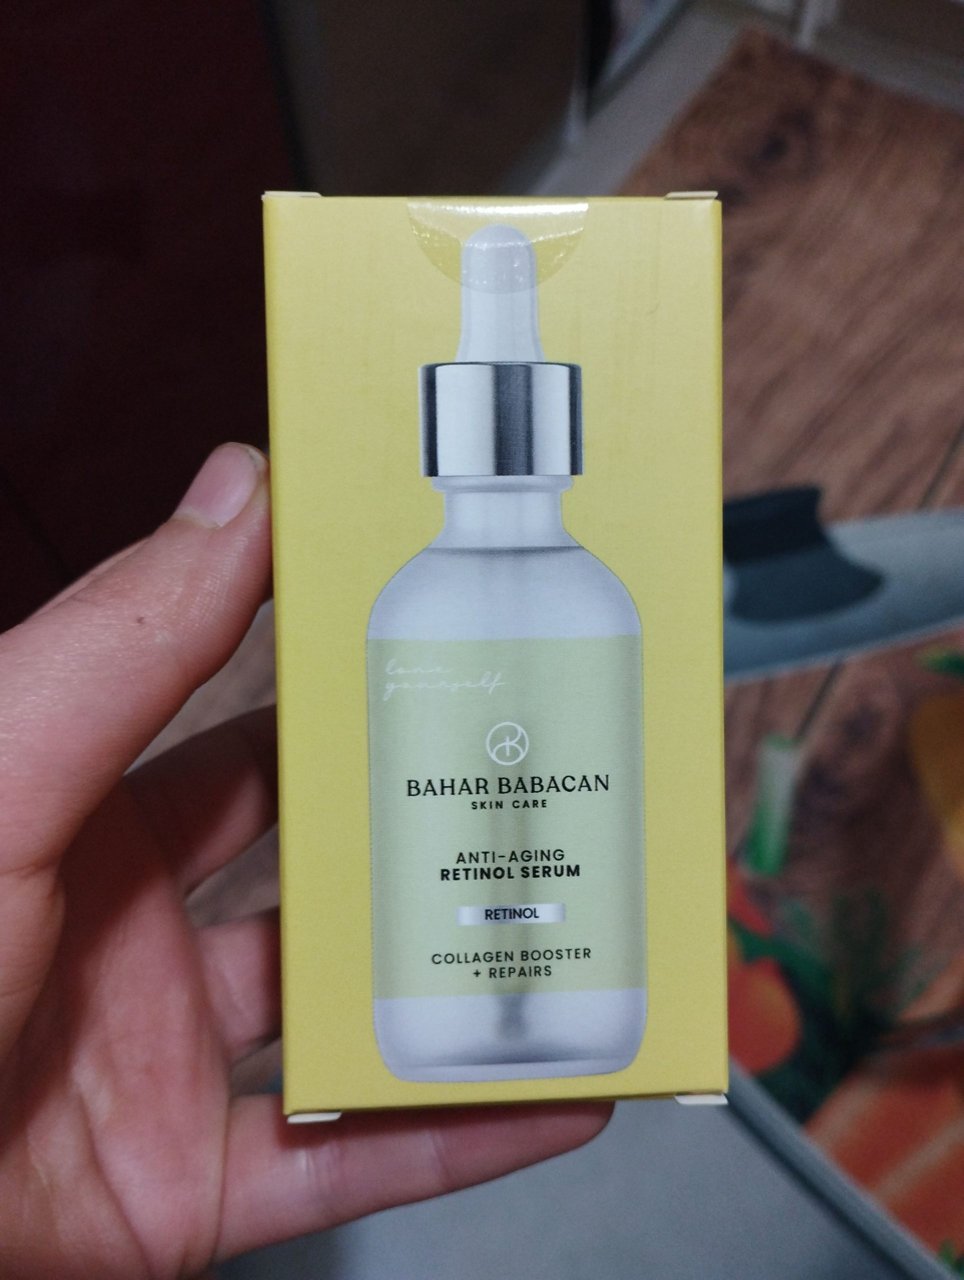 love
yourself
BAHAR BABACAN
SKIN CARE
ANTI-AGING
RETINOL SERUM
RETINOL
COLLAGEN BOOSTER
+ REPAIRS